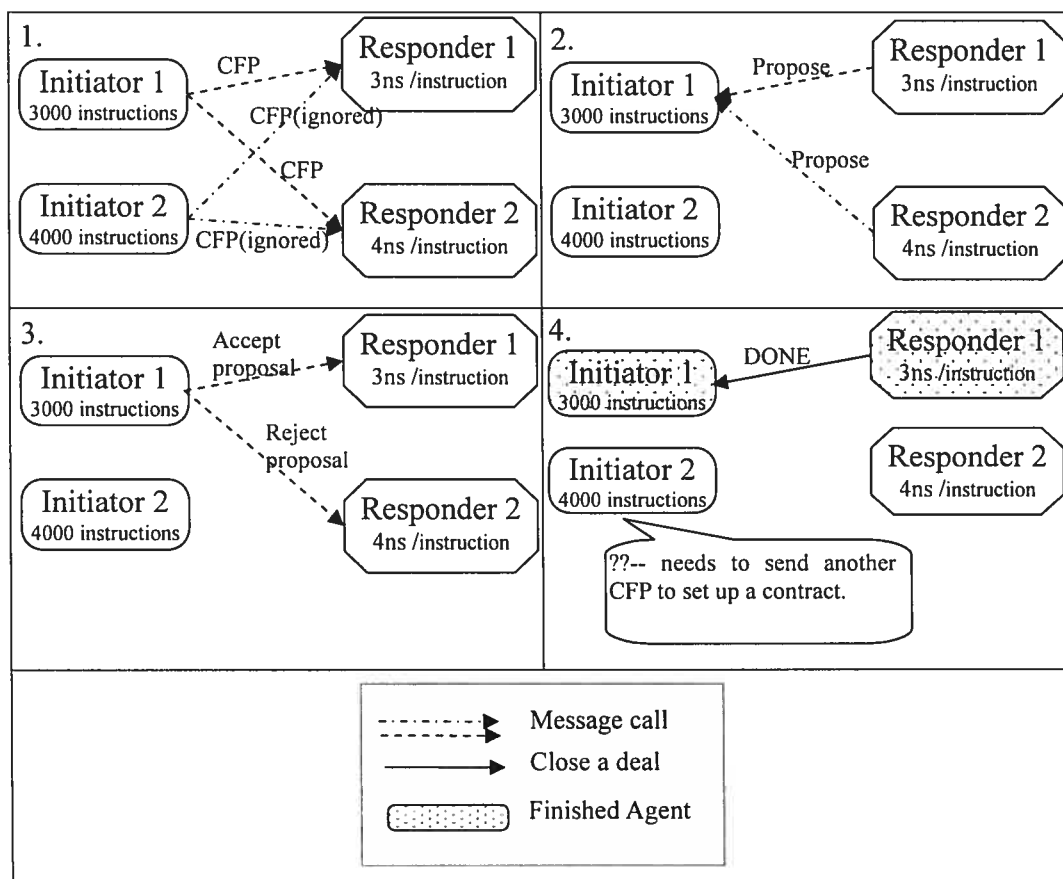 1.
Initiator 1
3000 instructions
CFP
Responder 1
3ns /instruction
CFP(ignored)
CFP
Initiator 2
4000 instructions
CFP(ignored)
Responder 2
4ns /instruction
2.
Initiator 1
3000 instructions
Propose
Responder 1
3ns /instruction
Propose
Initiator 2
4000 instructions
Responder 2
4ns /instruction
3.
Initiator 1
3000 instructions
Accept
proposal
Responder 1
3ns /instruction
Reject
proposal
Initiator 2
4000 instructions
Responder 2
4ns /instruction
4.
Initiator 1
3000 instructions
DONE
Responder 1
3ns /instruction
Initiator 2
4000 instructions
Responder 2
4ns /instruction
??-- needs to send another
CFP to set up a contract.
Message call
Close a deal
Finished Agent